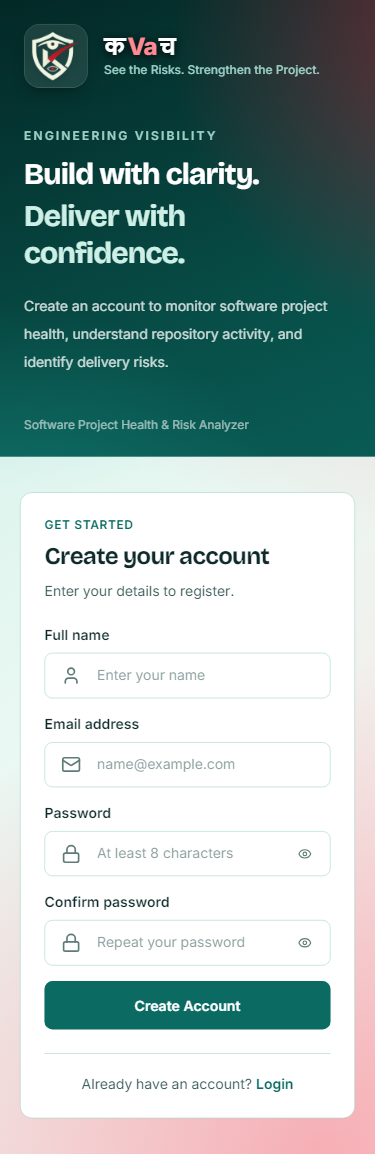 कVaच
See the Risks. Strengthen the Project.
ENGINEERING VISIBILITY
Build with clarity.
Deliver with
confidence.
Create an account to monitor software project
health, understand repository activity, and
identify delivery risks.
Software Project Health & Risk Analyzer
GET STARTED
Create your account
Enter your details to register.
Full name
Enter your name
Email address
name@example.com
Password
At least 8 characters
Confirm password
Repeat your password
Create Account
Already have an account? Login